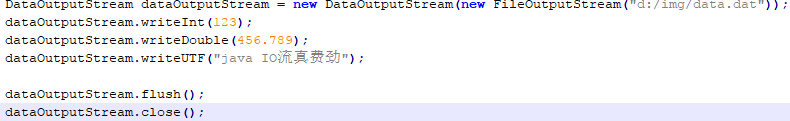 DataOutputStream dataOutputStream = new DataOutputStream(new FileOutputStream("d:/img/data.dat"));
dataOutputStream.writeInt(123);
dataOutputStream.writeDouble(456.789);
dataOutputStream.writeUTF("java IO流真费劲");
dataOutputStream.flush();
dataOutputStream.close();